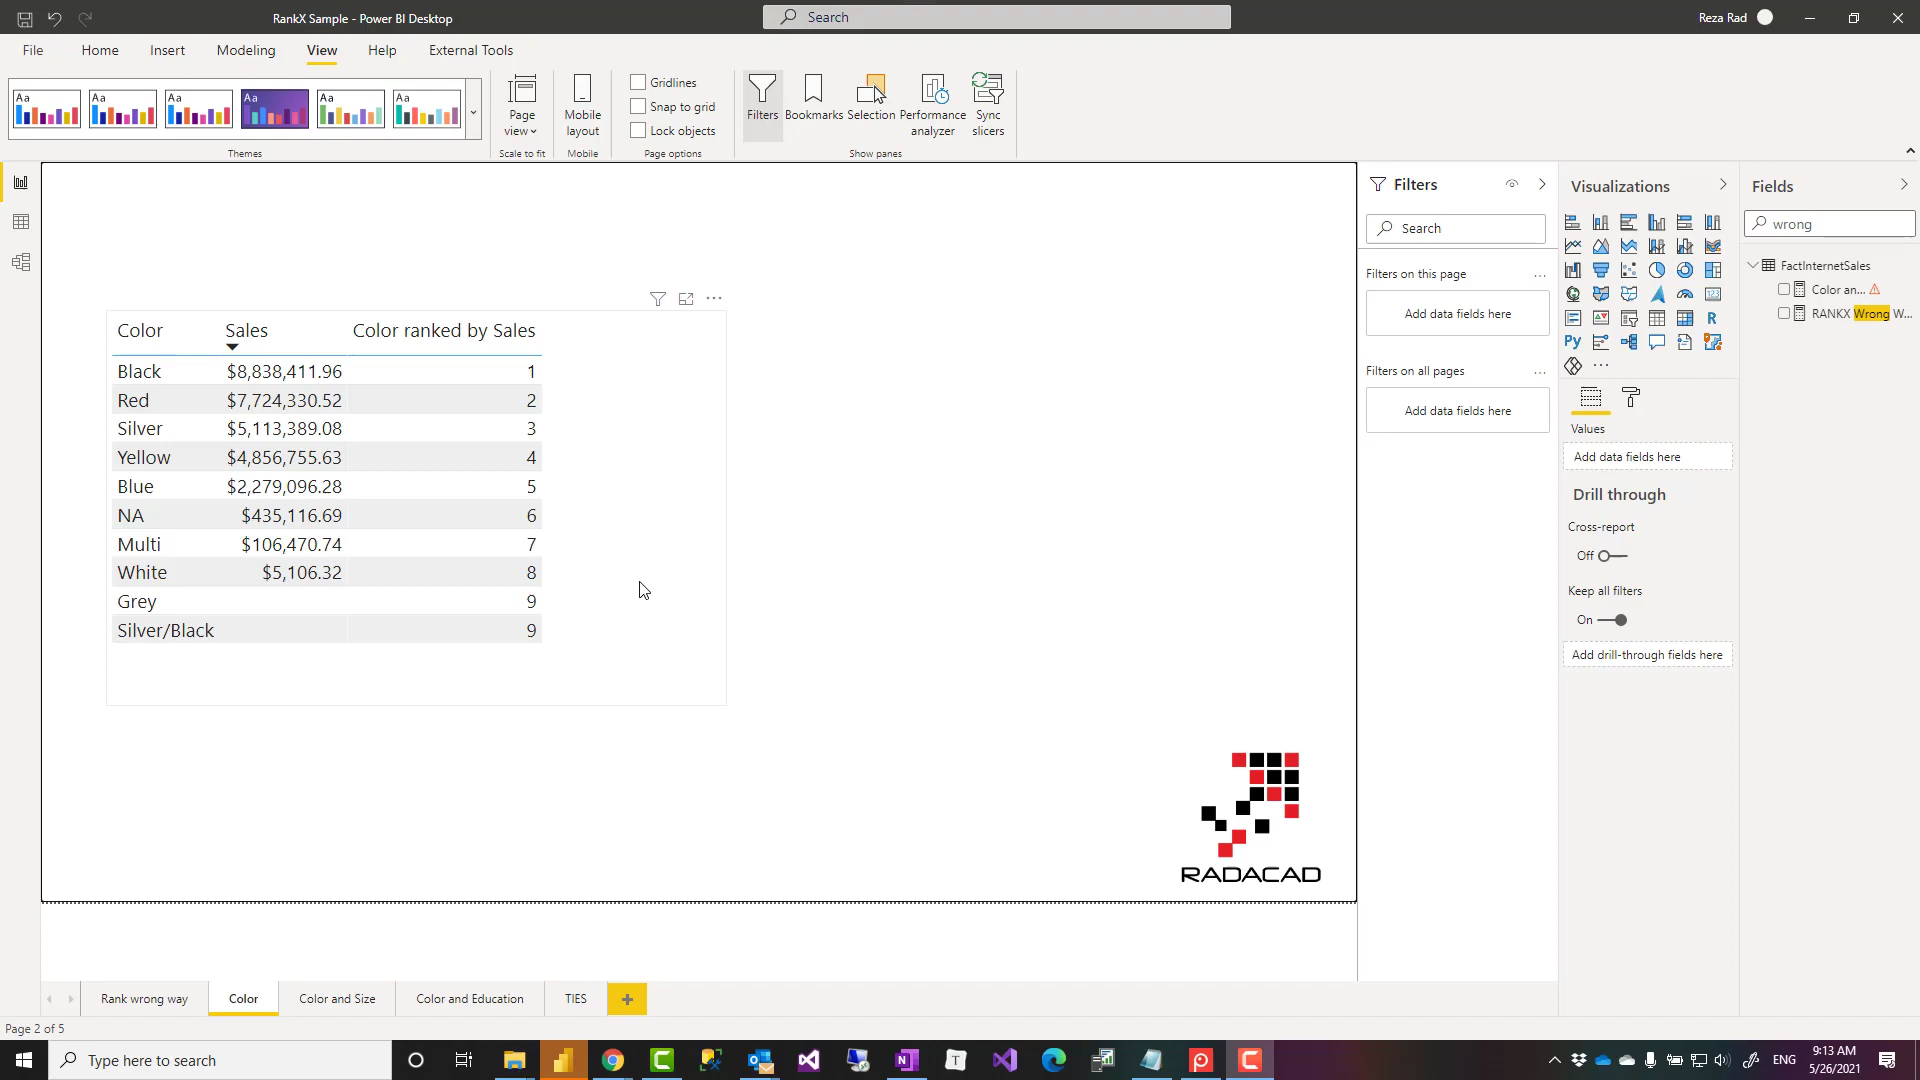 RankX Sample - Power BI Desktop
Search
Reza Rad
File Home Insert Modeling View Help External Tools
Aa Aa Aa Aa Aa Aa
Themes
Page view
Scale to fit
Mobile layout
Mobile
Gridlines
Snap to grid
Lock objects
Page options
Filters
Bookmarks
Selection
Performance analyzer
Sync slicers
Show panes
Color Sales Color ranked by Sales
Black $8,838,411.96 1
Red $7,724,330.52 2
Silver $5,113,389.08 3
Yellow $4,856,755.63 4
Blue $2,279,096.28 5
NA $435,116.69 6
Multi $106,470.74 7
White $5,106.32 8
Grey 9
Silver/Black 9
RADACAD
Filters
Search
Filters on this page ...
Add data fields here
Filters on all pages ...
Add data fields here
Visualizations
123
R
Py
...
Values
Add data fields here
Drill through
Cross-report
Off
Keep all filters
On
Add drill-through fields here
Fields
wrong
FactInternetSales
Color an...
RANKX Wrong W...
Rank wrong way Color Color and Size Color and Education TIES +
Page 2 of 5
Type here to search
ENG
9:13 AM
5/26/2021